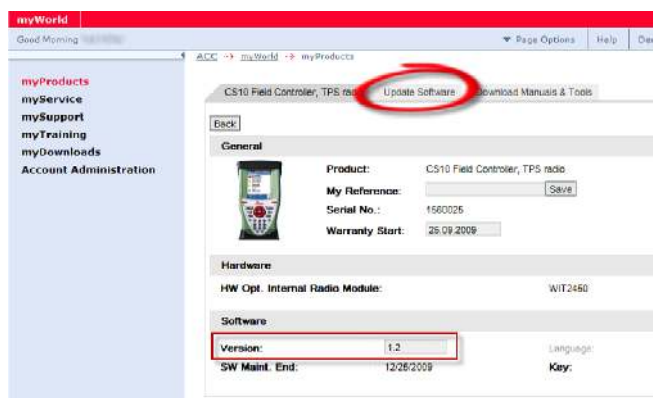 myWorld
Good Morning
Page Options Help
ACC myWorld myProducts
myProducts
myService
mySupport
myTraining
myDownloads
Account Administration
CS10 Field Controller, TPS Update Software Download Manuals & Tools
Back
General
Product: CS10 Field Controller, TPS radio
My Reference: Save
Serial No.: 1560025
Warranty Start: 25.09.2009
Hardware
HW Opt. Internal Radio Module: WIT2450
Software
Version: 1.2 Language:
SW Maint. End: 12/25/2009 Key: